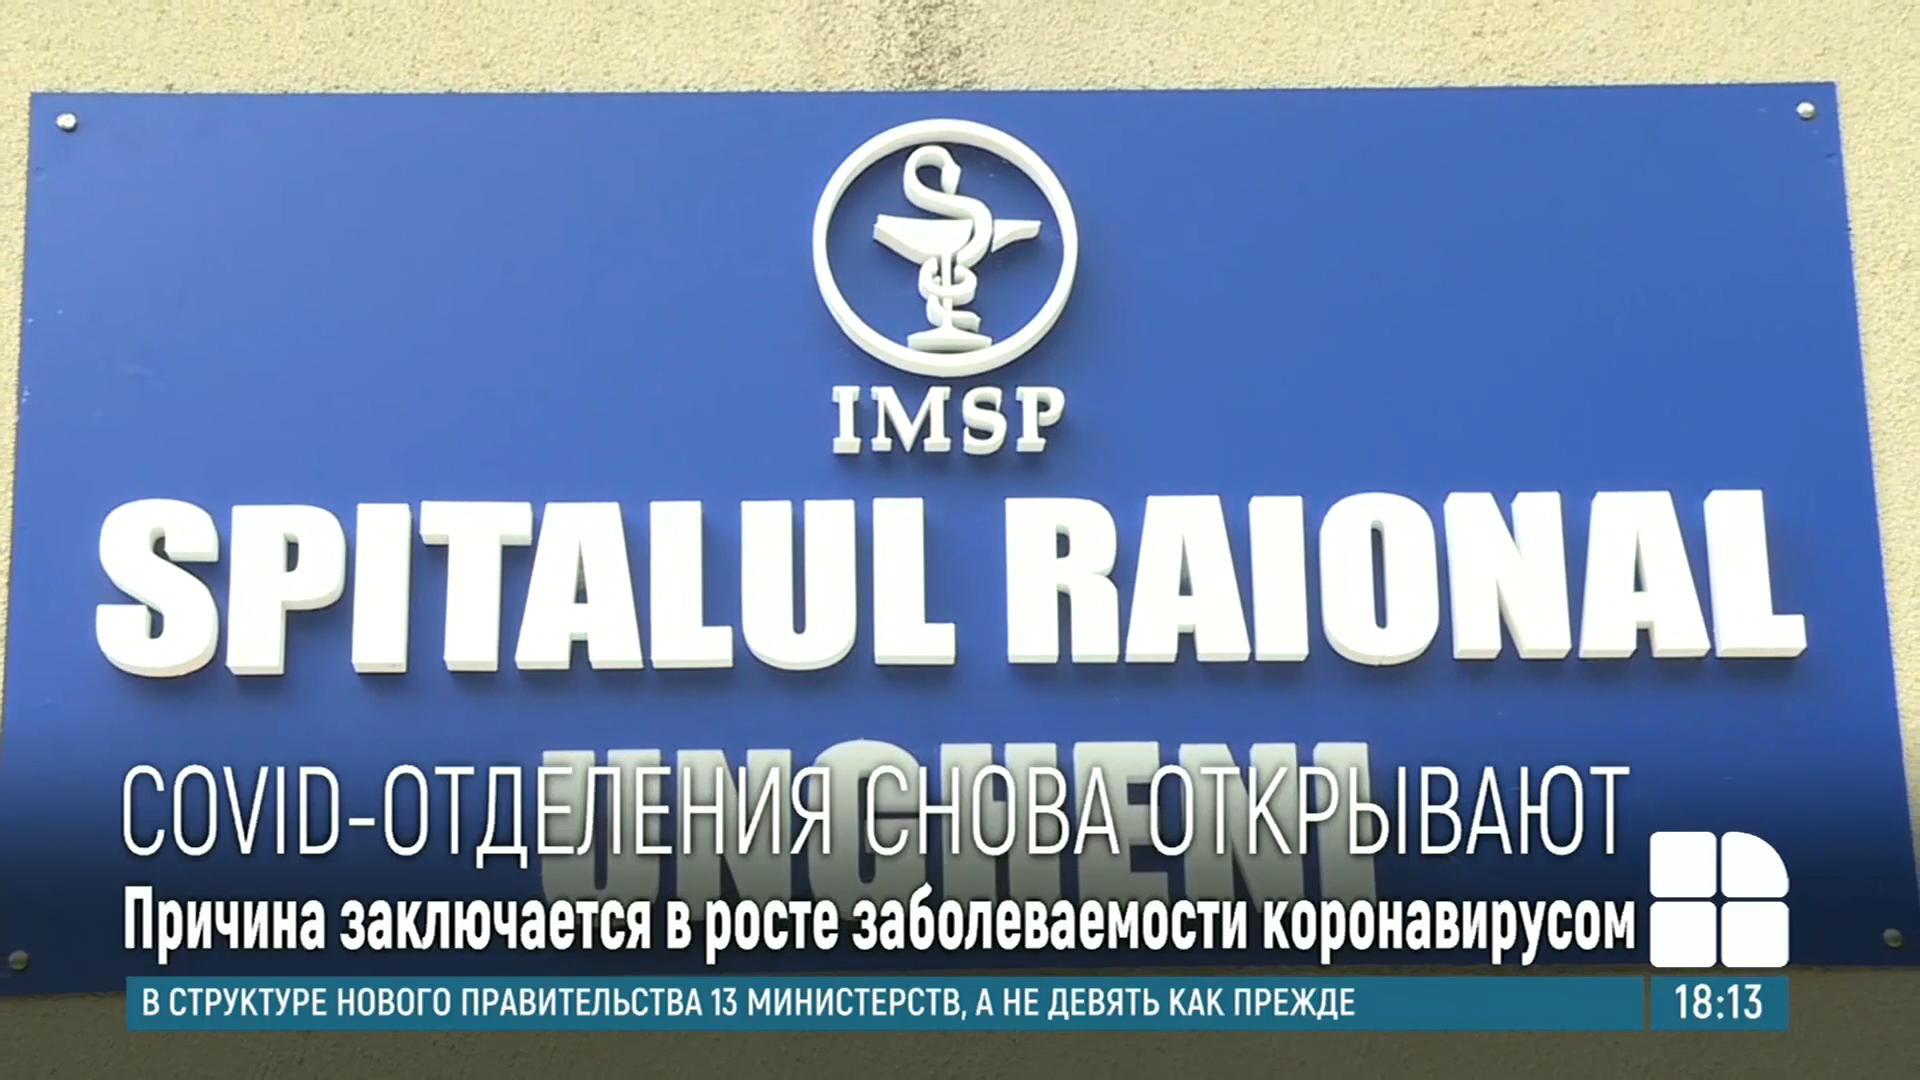 IMSP
SPITALUL RAIONAL
UNGHENI
COVID-ОТДЕЛЕНИЯ СНОВА ОТКРЫВАЮТ
Причина заключается в росте заболеваемости коронавирусом
В СТРУКТУРЕ НОВОГО ПРАВИТЕЛЬСТВА 13 МИНИСТЕРСТВ, А НЕ ДЕВЯТЬ КАК ПРЕЖДЕ
18:13